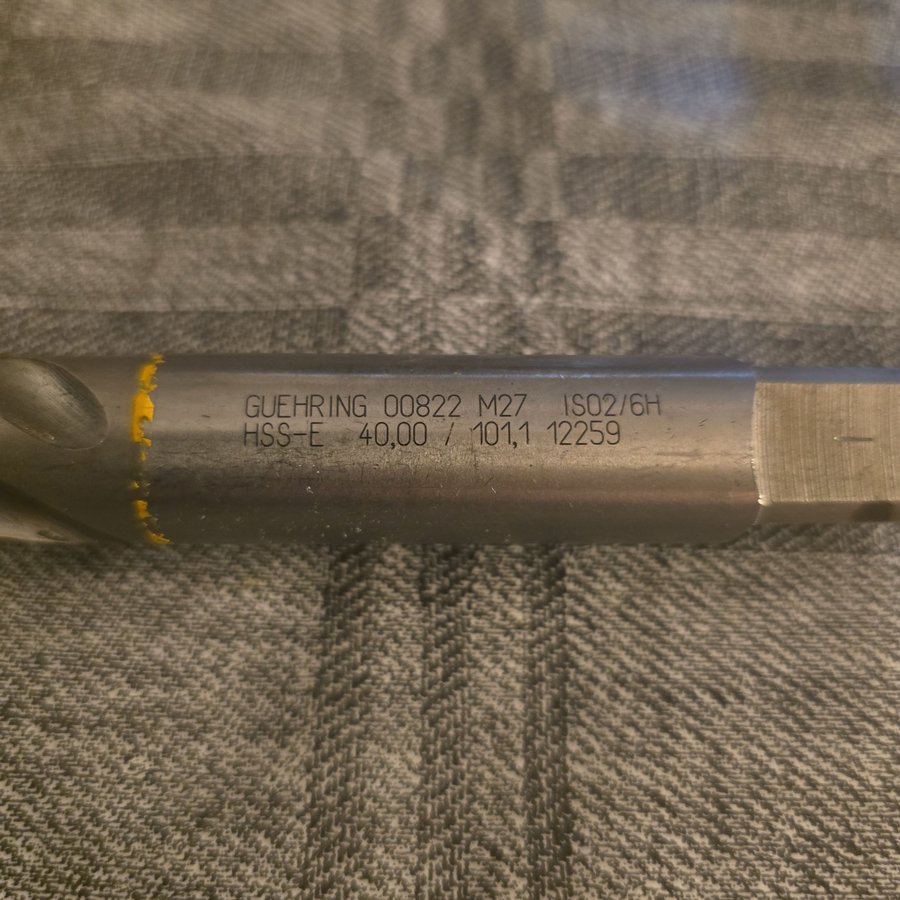 GUEHRING 00822 M27 ISO2/6H
HSS-E 40,00 / 101,1 12259